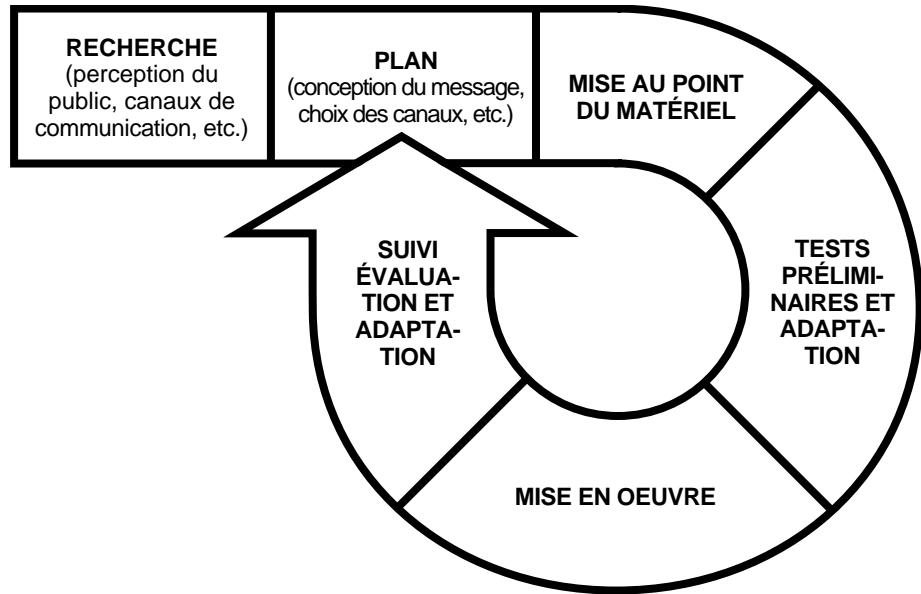 RECHERCHE
(perception du
public, canaux de
communication, etc.)
PLAN
(conception du message,
choix des canaux, etc.)
MISE AU POINT
DU MATÉRIEL
TESTS
PRÉLIMI-
NAIRES ET
ADAPTA-
TION
MISE EN OEUVRE
SUIVI
ÉVALUA-
TION ET
ADAPTA-
TION